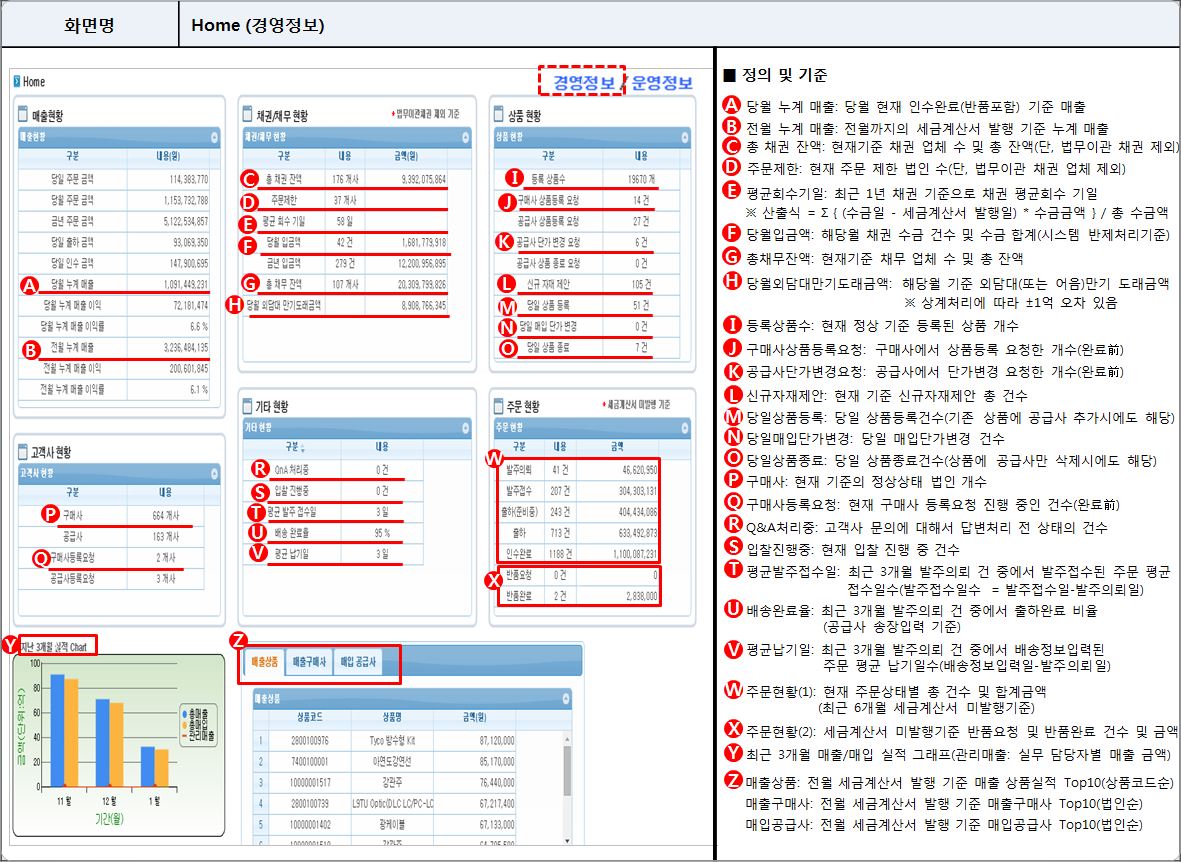 화면명
Home (경영정보)
Home
경영정보 / 운영정보
매출현황
매출현황
구분 내용(원)
당일 주문 금액 114,383,770
당월 주문 금액 1,153,732,788
금년 주문 금액 5,122,534,857
당일 출하 금액 93,069,350
당일 인수 금액 147,900,695
A 당월 누계 매출 1,091,449,231
당월 누계 매출 이익 72,181,474
당월 누계 매출 이익률 6.6 %
B 전월 누계 매출 3,236,484,135
전월 누계 매출 이익 200,601,845
전월 누계 매출 이익률 6.1 %
채권/채무 현황 * 법무이관채권 제외 기준
채권/채무 현황
구분 내용 금액(원)
C 총 채권 잔액 176 개사 9,392,075,864
D 주문제한 37 개사
E 평균 회수 기일 58 일
F 당월 입금액 42 건 1,681,779,918
금년 입금액 279 건 12,200,956,895
G 총 채무 잔액 107 개사 20,309,799,826
H 당월 외담대 만기도래금액 8,908,766,345
상품 현황
상품 현황
구분 내용
I 등록 상품수 19670 개
J 구매사 상품등록 요청 14 건
공급사 상품등록 요청 27 건
K 공급사 단가 변경 요청 6 건
공급사 상품 종료 요청 0 건
L 신규 자재 제안 105 건
M 당일 상품 등록 51 건
N 당일 매입 단가 변경 0 건
O 당일 상품 종료 7 건
고객사 현황
고객사 현황
구분 내용
P 구매사 664 개사
공급사 163 개사
Q 구매사등록요청 2 개사
공급사등록요청 3 개사
기타 현황
기타 현황
구분 내용
R QnA 처리중 0 건
S 입찰 진행중 0 건
T 평균 발주 접수일 3 일
U 배송 완료율 95 %
V 평균 납기일 3 일
주문 현황 * 세금계산서 미발행 기준
주문 현황
구분 내용 금액
W 발주의뢰 41 건 46,620,950
발주접수 207 건 304,303,131
출하(준비중) 243 건 404,434,086
출하 713 건 633,492,873
인수완료 1188 건 1,100,087,231
X 반품요청 0 건 0
반품완료 2 건 2,838,000
Y 지난 3개월 실적 Chart
금액(단위:억)
100
80
60
40
20
0
11 월 12 월 1 월
기간(월)
총매출
총매입
관리매출
Z 매출상품 매출구매사 매입 공급사
매출상품
상품코드 상품명 금액(원)
1 2800100976 Tyco 방수형 Kit 87,120,000
2 7400100001 아연도강연선 85,170,000
3 10000001517 강관주 76,440,000
4 2800100739 L9TU Optic(DLC LC/PC-LC 67,217,400
5 10000001402 광케이블 67,133,000
■ 정의 및 기준
A 당월 누계 매출: 당월 현재 인수완료(반품포함) 기준 매출
B 전월 누계 매출: 전월까지의 세금계산서 발행 기준 누계 매출
C 총 채권 잔액: 현재기준 채권 업체 수 및 총 잔액(단, 법무이관 채권 제외)
D 주문제한: 현재 주문 제한 법인 수(단, 법무이관 채권 업체 제외)
E 평균회수기일: 최근 1년 채권 기준으로 채권 평균회수 기일
※ 산출식 = Σ { (수금일 - 세금계산서 발행일) * 수금금액 } / 총 수금액
F 당월입금액: 해당월 채권 수금 건수 및 수금 합계(시스템 반제처리기준)
G 총채무잔액: 현재기준 채무 업체 수 및 총 잔액
H 당월외담대만기도래금액: 해당월 기준 외담대(또는 어음)만기 도래금액
※ 상계처리에 따라 ±1억 오차 있음
I 등록상품수: 현재 정상 기준 등록된 상품 개수
J 구매사상품등록요청: 구매사에서 상품등록 요청한 개수(완료前)
K 공급사단가변경요청: 공급사에서 단가변경 요청한 개수(완료前)
L 신규자재제안: 현재 기준 신규자재제안 총 건수
M 당일상품등록: 당일 상품등록건수(기존 상품에 공급사 추가시에도 해당)
N 당일매입단가변경: 당일 매입단가변경 건수
O 당일상품종료: 당일 상품종료건수(상품에 공급사만 삭제시에도 해당)
P 구매사: 현재 기준의 정상상태 법인 개수
Q 구매사등록요청: 현재 구매사 등록요청 진행 중인 건수(완료前)
R Q&A처리중: 고객사 문의에 대해서 답변처리 전 상태의 건수
S 입찰진행중: 현재 입찰 진행 중 건수
T 평균발주접수일: 최근 3개월 발주의뢰 건 중에서 발주접수된 주문 평균
접수일수(발주접수일수 = 발주접수일-발주의뢰일)
U 배송완료율: 최근 3개월 발주의뢰 건 중에서 출하완료 비율
(공급사 송장입력 기준)
V 평균납기일: 최근 3개월 발주의뢰 건 중에서 배송정보입력된
주문 평균 납기일수(배송정보입력일-발주의뢰일)
W 주문현황(1): 현재 주문상태별 총 건수 및 합계금액
(최근 6개월 세금계산서 미발행기준)
X 주문현황(2): 세금계산서 미발행기준 반품요청 및 반품완료 건수 및 금액
Y 최근 3개월 매출/매입 실적 그래프(관리매출: 실무 담당자별 매출 금액)
Z 매출상품: 전월 세금계산서 발행 기준 매출 상품실적 Top10(상품코드순)
매출구매사: 전월 세금계산서 발행 기준 매출구매사 Top10(법인순)
매입공급사: 전월 세금계산서 발행 기준 매입공급사 Top10(법인순)